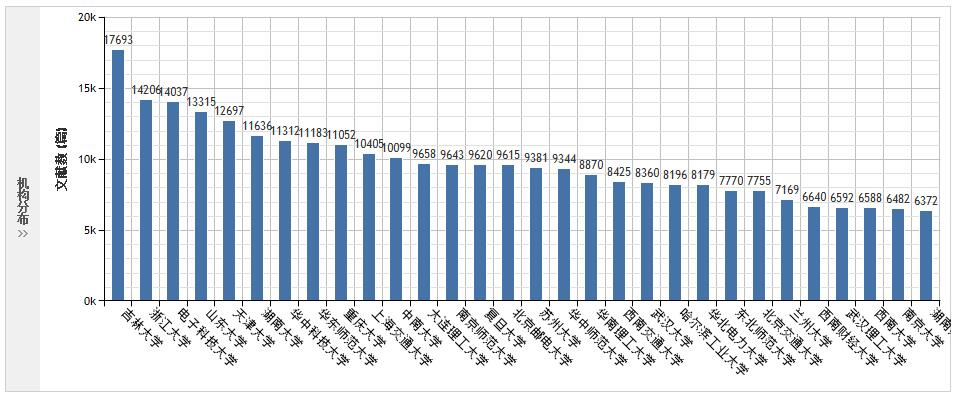 机构分布
>>
文献数 (篇)
20k
15k
10k
5k
0k
17693
14206
14037
13315
12697
11636
11312
11183
11052
10405
10099
9658
9643
9620
9615
9381
9344
8870
8425
8360
8196
8179
7770
7755
7169
6640
6592
6588
6482
6372
吉林大学
浙江大学
电子科技大学
山东大学
天津大学
湖南大学
华中科技大学
华东师范大学
重庆大学
上海交通大学
中南大学
大连理工大学
南京师范大学
复旦大学
北京邮电大学
苏州大学
华中师范大学
华南理工大学
西南交通大学
武汉大学
哈尔滨工业大学
华北电力大学
东北师范大学
北京交通大学
兰州大学
西南财经大学
武汉理工大学
西南大学
南京大学
湖南